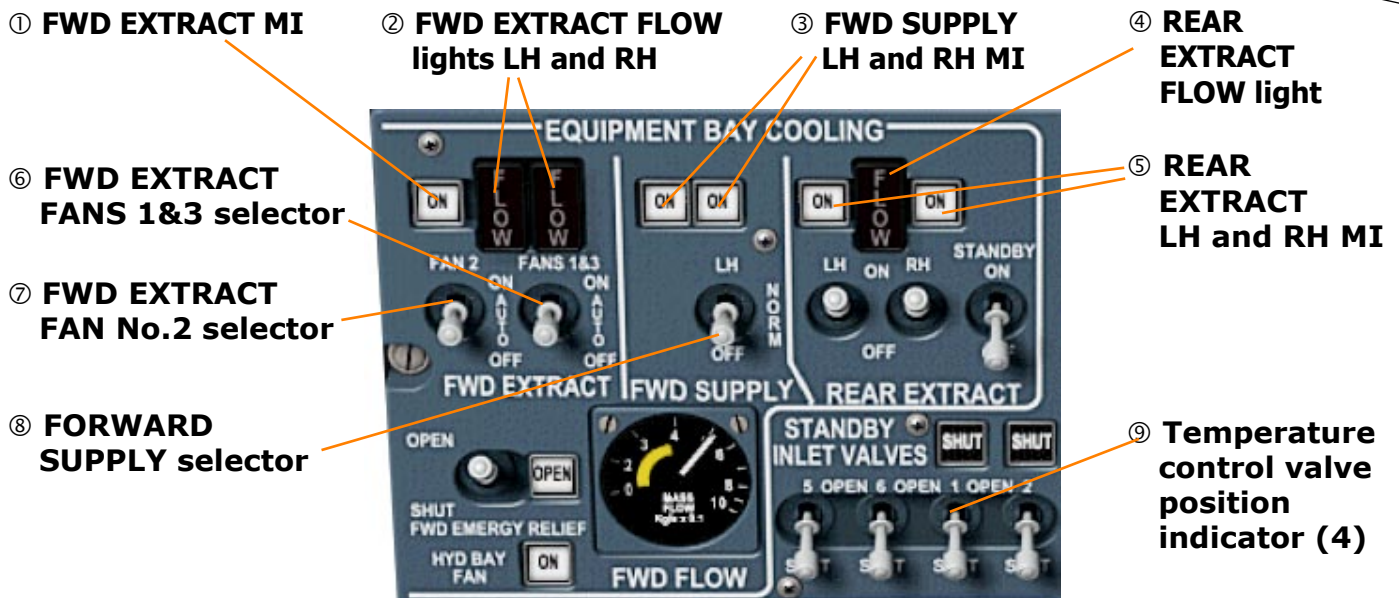 ① FWD EXTRACT MI
② FWD EXTRACT FLOW
lights LH and RH
③ FWD SUPPLY
LH and RH MI
④ REAR
EXTRACT
FLOW light
⑤ REAR
EXTRACT
LH and RH MI
⑥ FWD EXTRACT
FANS 1&3 selector
⑦ FWD EXTRACT
FAN No.2 selector
⑧ FORWARD
SUPPLY selector
⑨ Temperature
control valve
position
indicator (4)
EQUIPMENT BAY COOLING
ON
FLOW
FLOW
FAN 2
FANS 1&3
ON
AUTO
OFF
ON
AUTO
OFF
FWD EXTRACT
ON
ON
LH
NORM
OFF
FWD SUPPLY
ON
FLOW
ON
LH
ON
RH
OFF
STANDBY
ON
REAR EXTRACT
OPEN
OPEN
SHUT
FWD EMERGY RELIEF
HYD BAY
FAN
ON
0
2
3
4
6
8
10
MASS
FLOW
FWD FLOW
STANDBY
INLET VALVES
SHUT
SHUT
5 OPEN 6 OPEN 1 OPEN 2